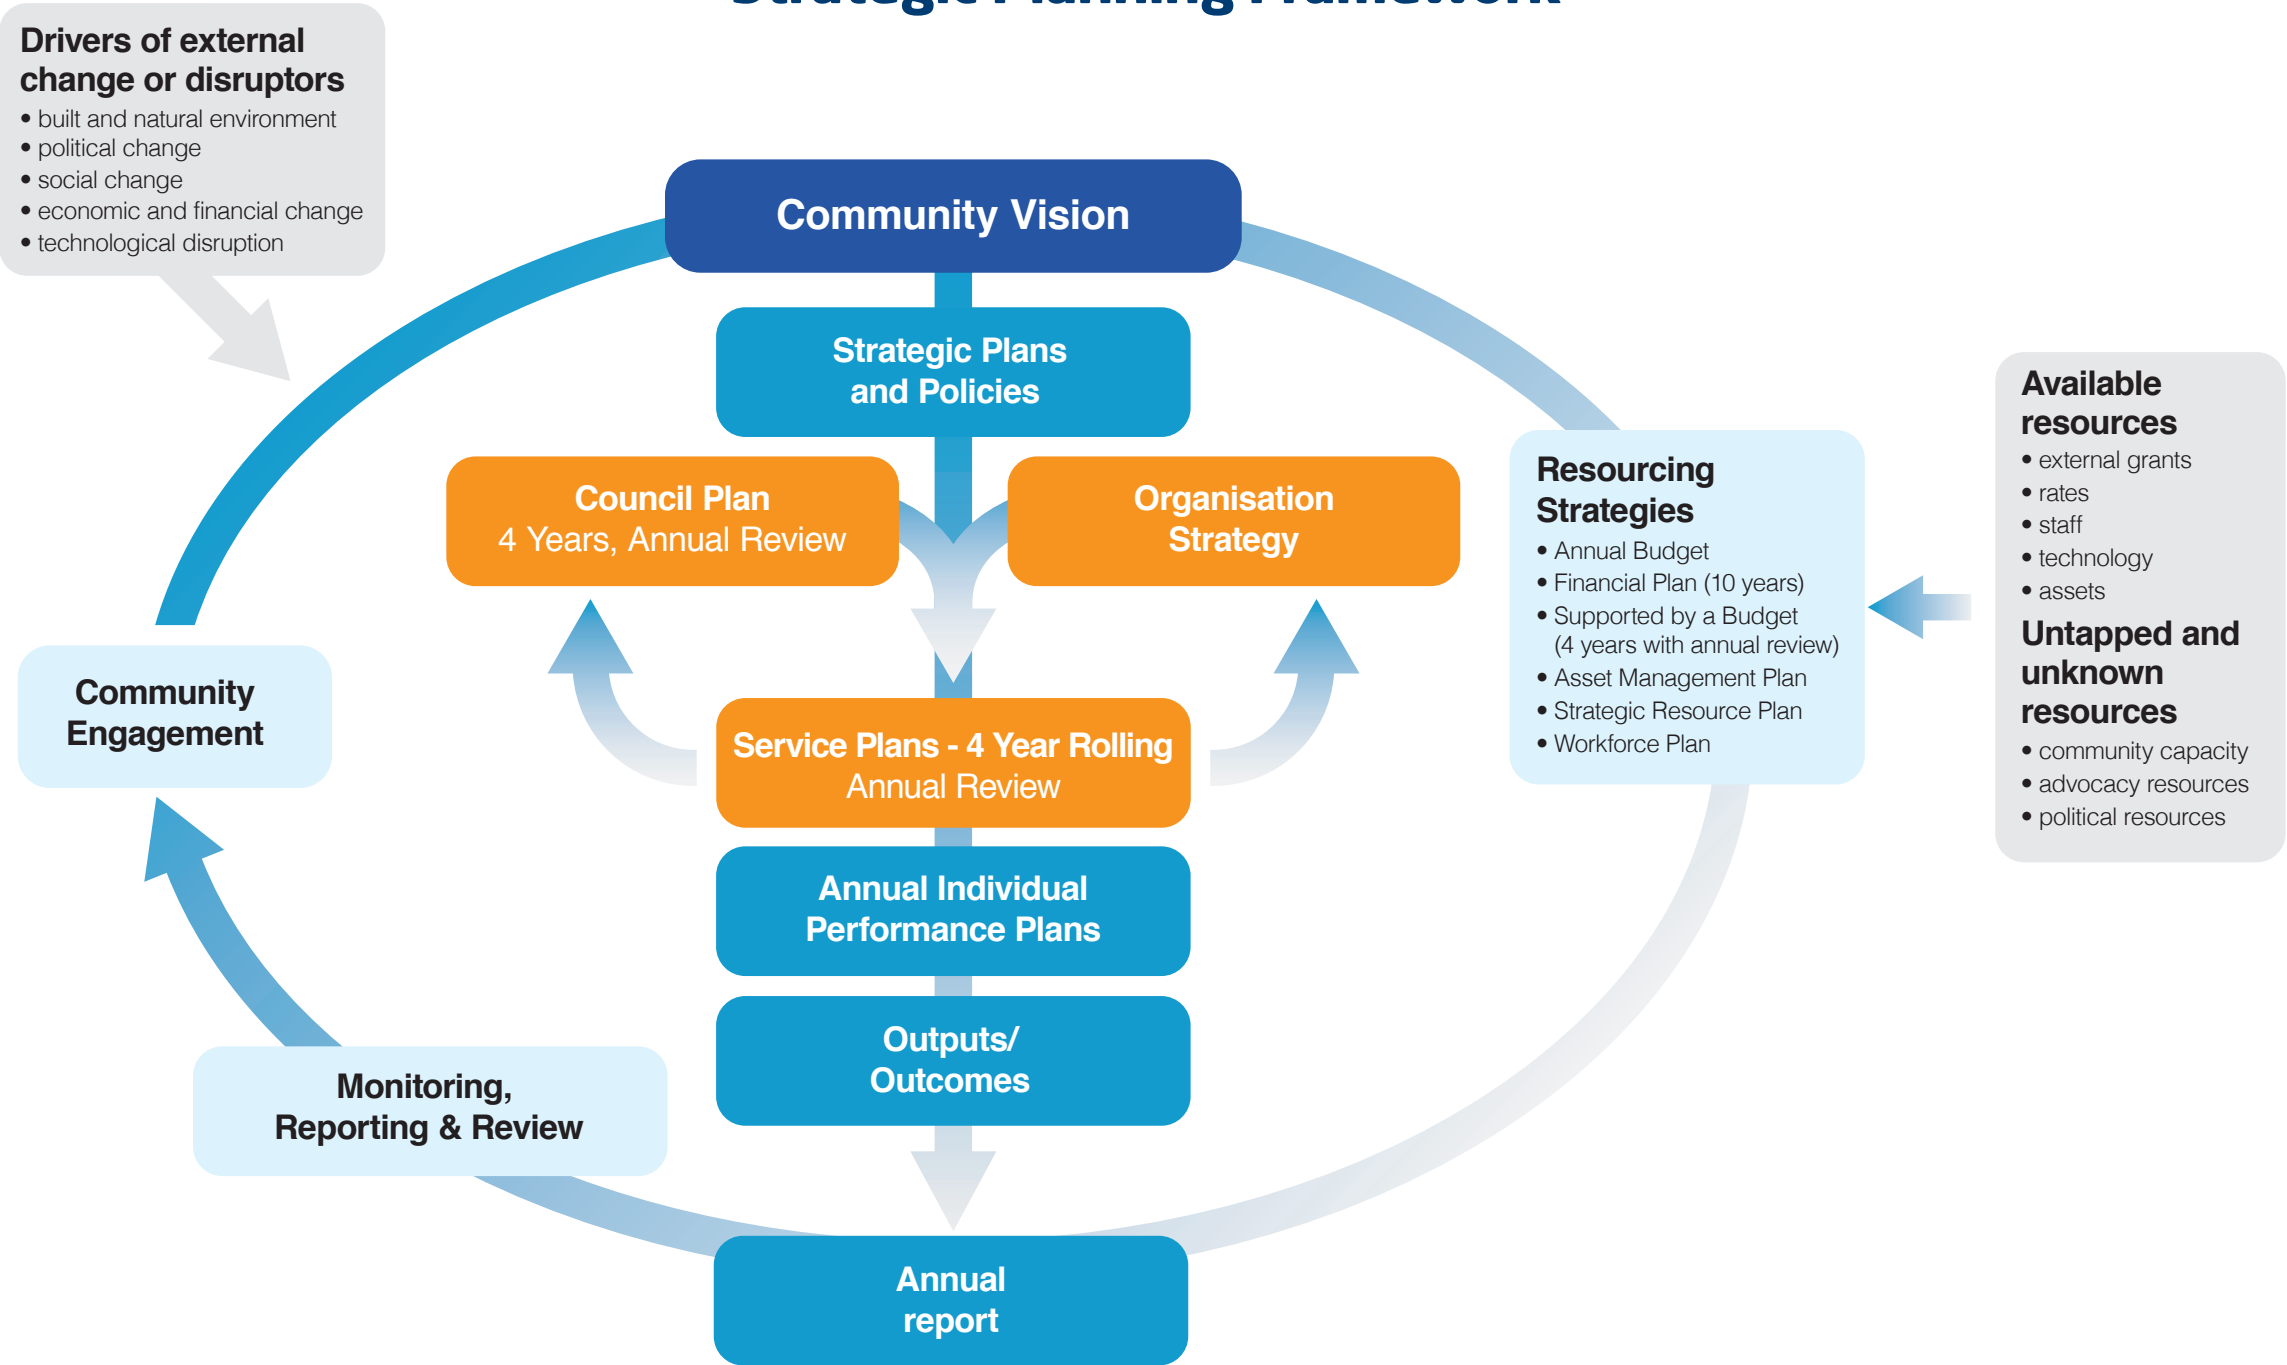 Strategic Planning Framework
Drivers of external
change or disruptors
• built and natural environment
• political change
• social change
• economic and financial change
• technological disruption
Community Vision
Strategic Plans
and Policies
Council Plan
4 Years, Annual Review
Organisation
Strategy
Resourcing
Strategies
• Annual Budget
• Financial Plan (10 years)
• Supported by a Budget
(4 years with annual review)
• Asset Management Plan
• Strategic Resource Plan
• Workforce Plan
Available
resources
• external grants
• rates
• staff
• technology
• assets
Untapped and
unknown
resources
• community capacity
• advocacy resources
• political resources
Community
Engagement
Service Plans - 4 Year Rolling
Annual Review
Annual Individual
Performance Plans
Outputs/
Outcomes
Monitoring,
Reporting & Review
Annual
report